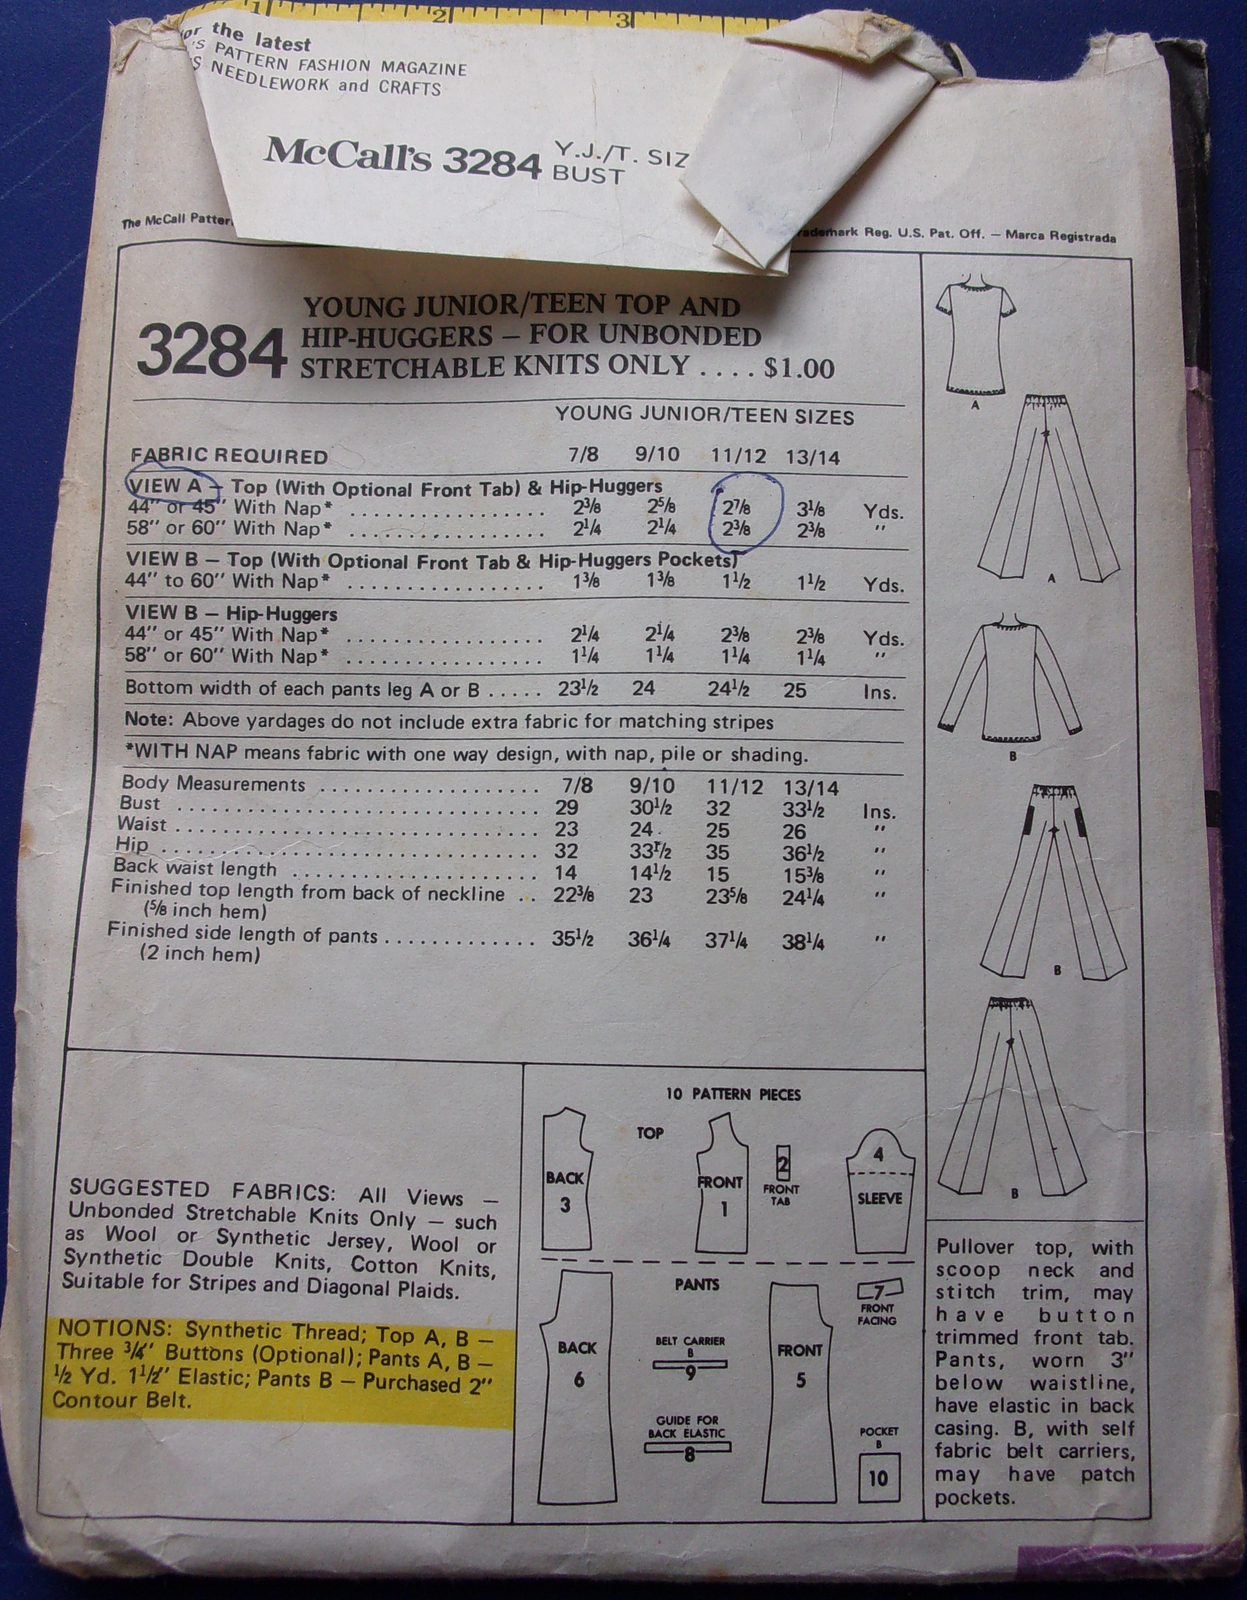 1 2 3
or the latest
'S PATTERN FASHION MAGAZINE
S NEEDLEWORK and CRAFTS
McCall's 3284 Y.J./T. SIZ
BUST
The McCall Patter
ademark Reg. U.S. Pat. Off. — Marca Registrada
3284
YOUNG JUNIOR/TEEN TOP AND
HIP-HUGGERS – FOR UNBONDED
STRETCHABLE KNITS ONLY . . . . $1.00
YOUNG JUNIOR/TEEN SIZES
FABRIC REQUIRED 7/8 9/10 11/12 13/14
VIEW A – Top (With Optional Front Tab) & Hip-Huggers
44" or 45" With Nap* . . . . . . . . . . . . . . . . . 2⅜ 2⅝ 2⅞ 3⅛ Yds.
58" or 60" With Nap* . . . . . . . . . . . . . . . . . 2¼ 2¼ 2⅜ 2⅜ "
VIEW B – Top (With Optional Front Tab & Hip-Huggers Pockets)
44" to 60" With Nap* . . . . . . . . . . . . . . . . . 1⅜ 1⅜ 1½ 1½ Yds.
VIEW B – Hip-Huggers
44" or 45" With Nap* . . . . . . . . . . . . . . . . . 2¼ 2¼ 2⅜ 2⅜ Yds.
58" or 60" With Nap* . . . . . . . . . . . . . . . . . 1¼ 1¼ 1¼ 1¼ "
Bottom width of each pants leg A or B . . . . . 23½ 24 24½ 25 Ins.
Note: Above yardages do not include extra fabric for matching stripes
*WITH NAP means fabric with one way design, with nap, pile or shading.
Body Measurements . . . . . . . . . . . . . . . . . . . 7/8 9/10 11/12 13/14
Bust . . . . . . . . . . . . . . . . . . . . . . . . . . . . . . 29 30½ 32 33½ Ins.
Waist . . . . . . . . . . . . . . . . . . . . . . . . . . . . . 23 24 25 26 "
Hip . . . . . . . . . . . . . . . . . . . . . . . . . . . . . . . 32 33½ 35 36½ "
Back waist length . . . . . . . . . . . . . . . . . . . . . 14 14½ 15 15⅜ "
Finished top length from back of neckline . . 22⅜ 23 23⅝ 24¼ "
(⅝ inch hem)
Finished side length of pants . . . . . . . . . . . . . 35½ 36¼ 37¼ 38¼ "
(2 inch hem)
A
A
B
B
B
SUGGESTED FABRICS: All Views –
Unbonded Stretchable Knits Only – such
as Wool or Synthetic Jersey, Wool or
Synthetic Double Knits, Cotton Knits,
Suitable for Stripes and Diagonal Plaids.
NOTIONS: Synthetic Thread; Top A, B –
Three ¾" Buttons (Optional); Pants A, B –
½ Yd. 1½" Elastic; Pants B – Purchased 2"
Contour Belt.
10 PATTERN PIECES
TOP
BACK
3
FRONT
1
2
FRONT
TAB
4
SLEEVE
PANTS
BACK
6
BELT CARRIER
B
9
GUIDE FOR
BACK ELASTIC
8
FRONT
5
7
FRONT
FACING
POCKET
B
10
Pullover top, with
scoop neck and
stitch trim, may
have button
trimmed front tab.
Pants, worn 3"
below waistline,
have elastic in back
casing. B, with self
fabric belt carriers,
may have patch
pockets.